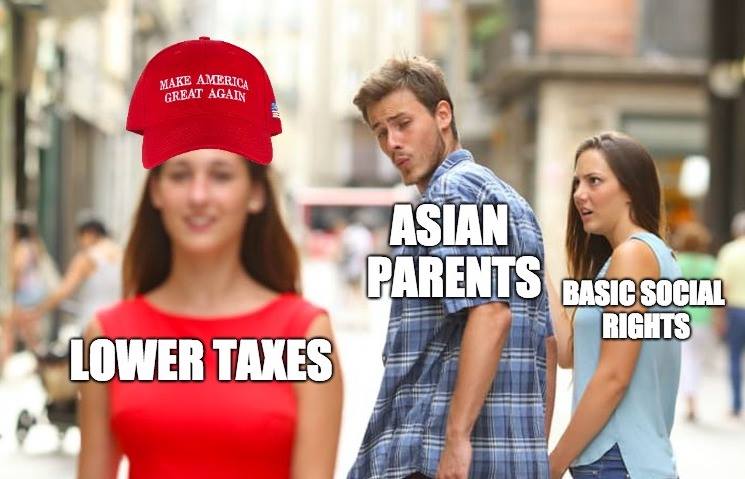 MAKE AMERICA
GREAT AGAIN
ASIAN
PARENTS
BASIC SOCIAL
RIGHTS
LOWER TAXES